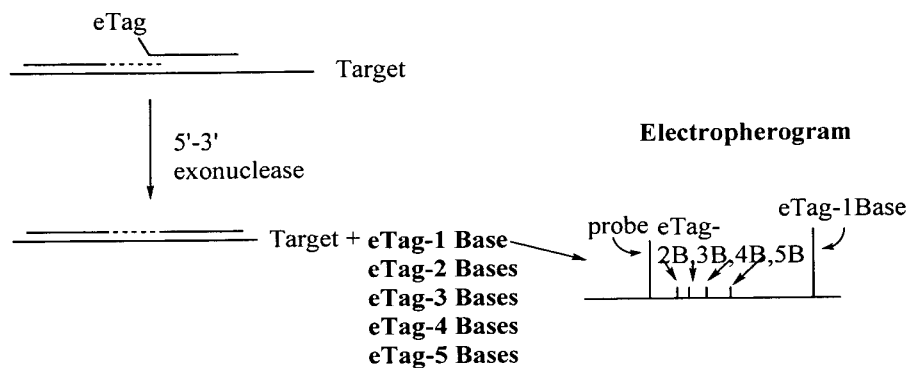 eTag
Target
5'-3'
exonuclease
Electropherogram
Target + eTag-1 Base
eTag-2 Bases
eTag-3 Bases
eTag-4 Bases
eTag-5 Bases
probe eTag-
2B,3B,4B,5B
eTag-1Base